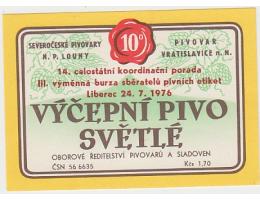 SEVEROČESKÉ PIVOVARY
N. P. LOUNY
10°
PIVOVAR
VRATISLAVICE n. N.
14. celostátní koordinační porada
III. výměnná burza sběratelů pivních etiket
Liberec 24. 7. 1976
VÝČEPNÍ PIVO
SVĚTLÉ
OBOROVÉ ŘEDITELSTVÍ PIVOVARŮ A SLADOVEN
ČSN 56 6635
Kčs 1,70